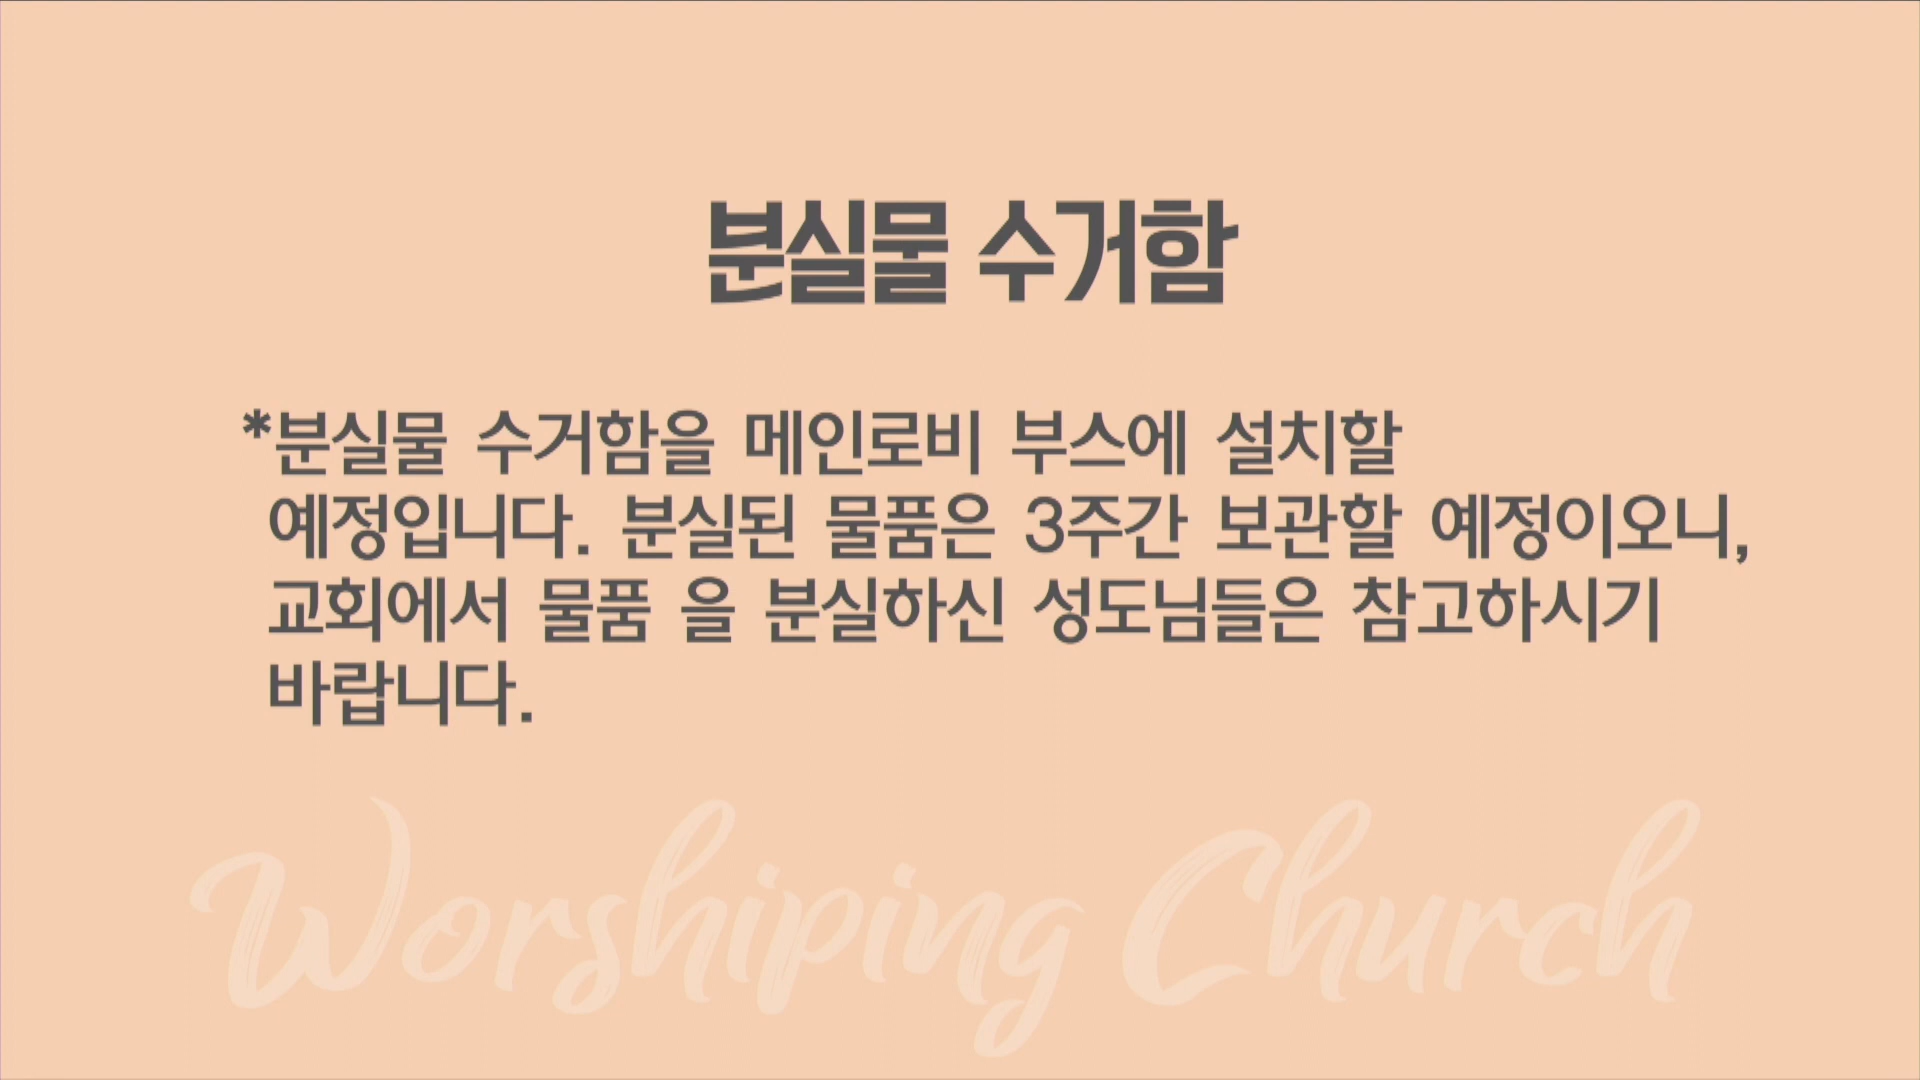 분실물 수거함
*분실물 수거함을 메인로비 부스에 설치할
예정입니다. 분실된 물품은 3주간 보관할 예정이오니,
교회에서 물품 을 분실하신 성도님들은 참고하시기
바랍니다.
Worshiping Church